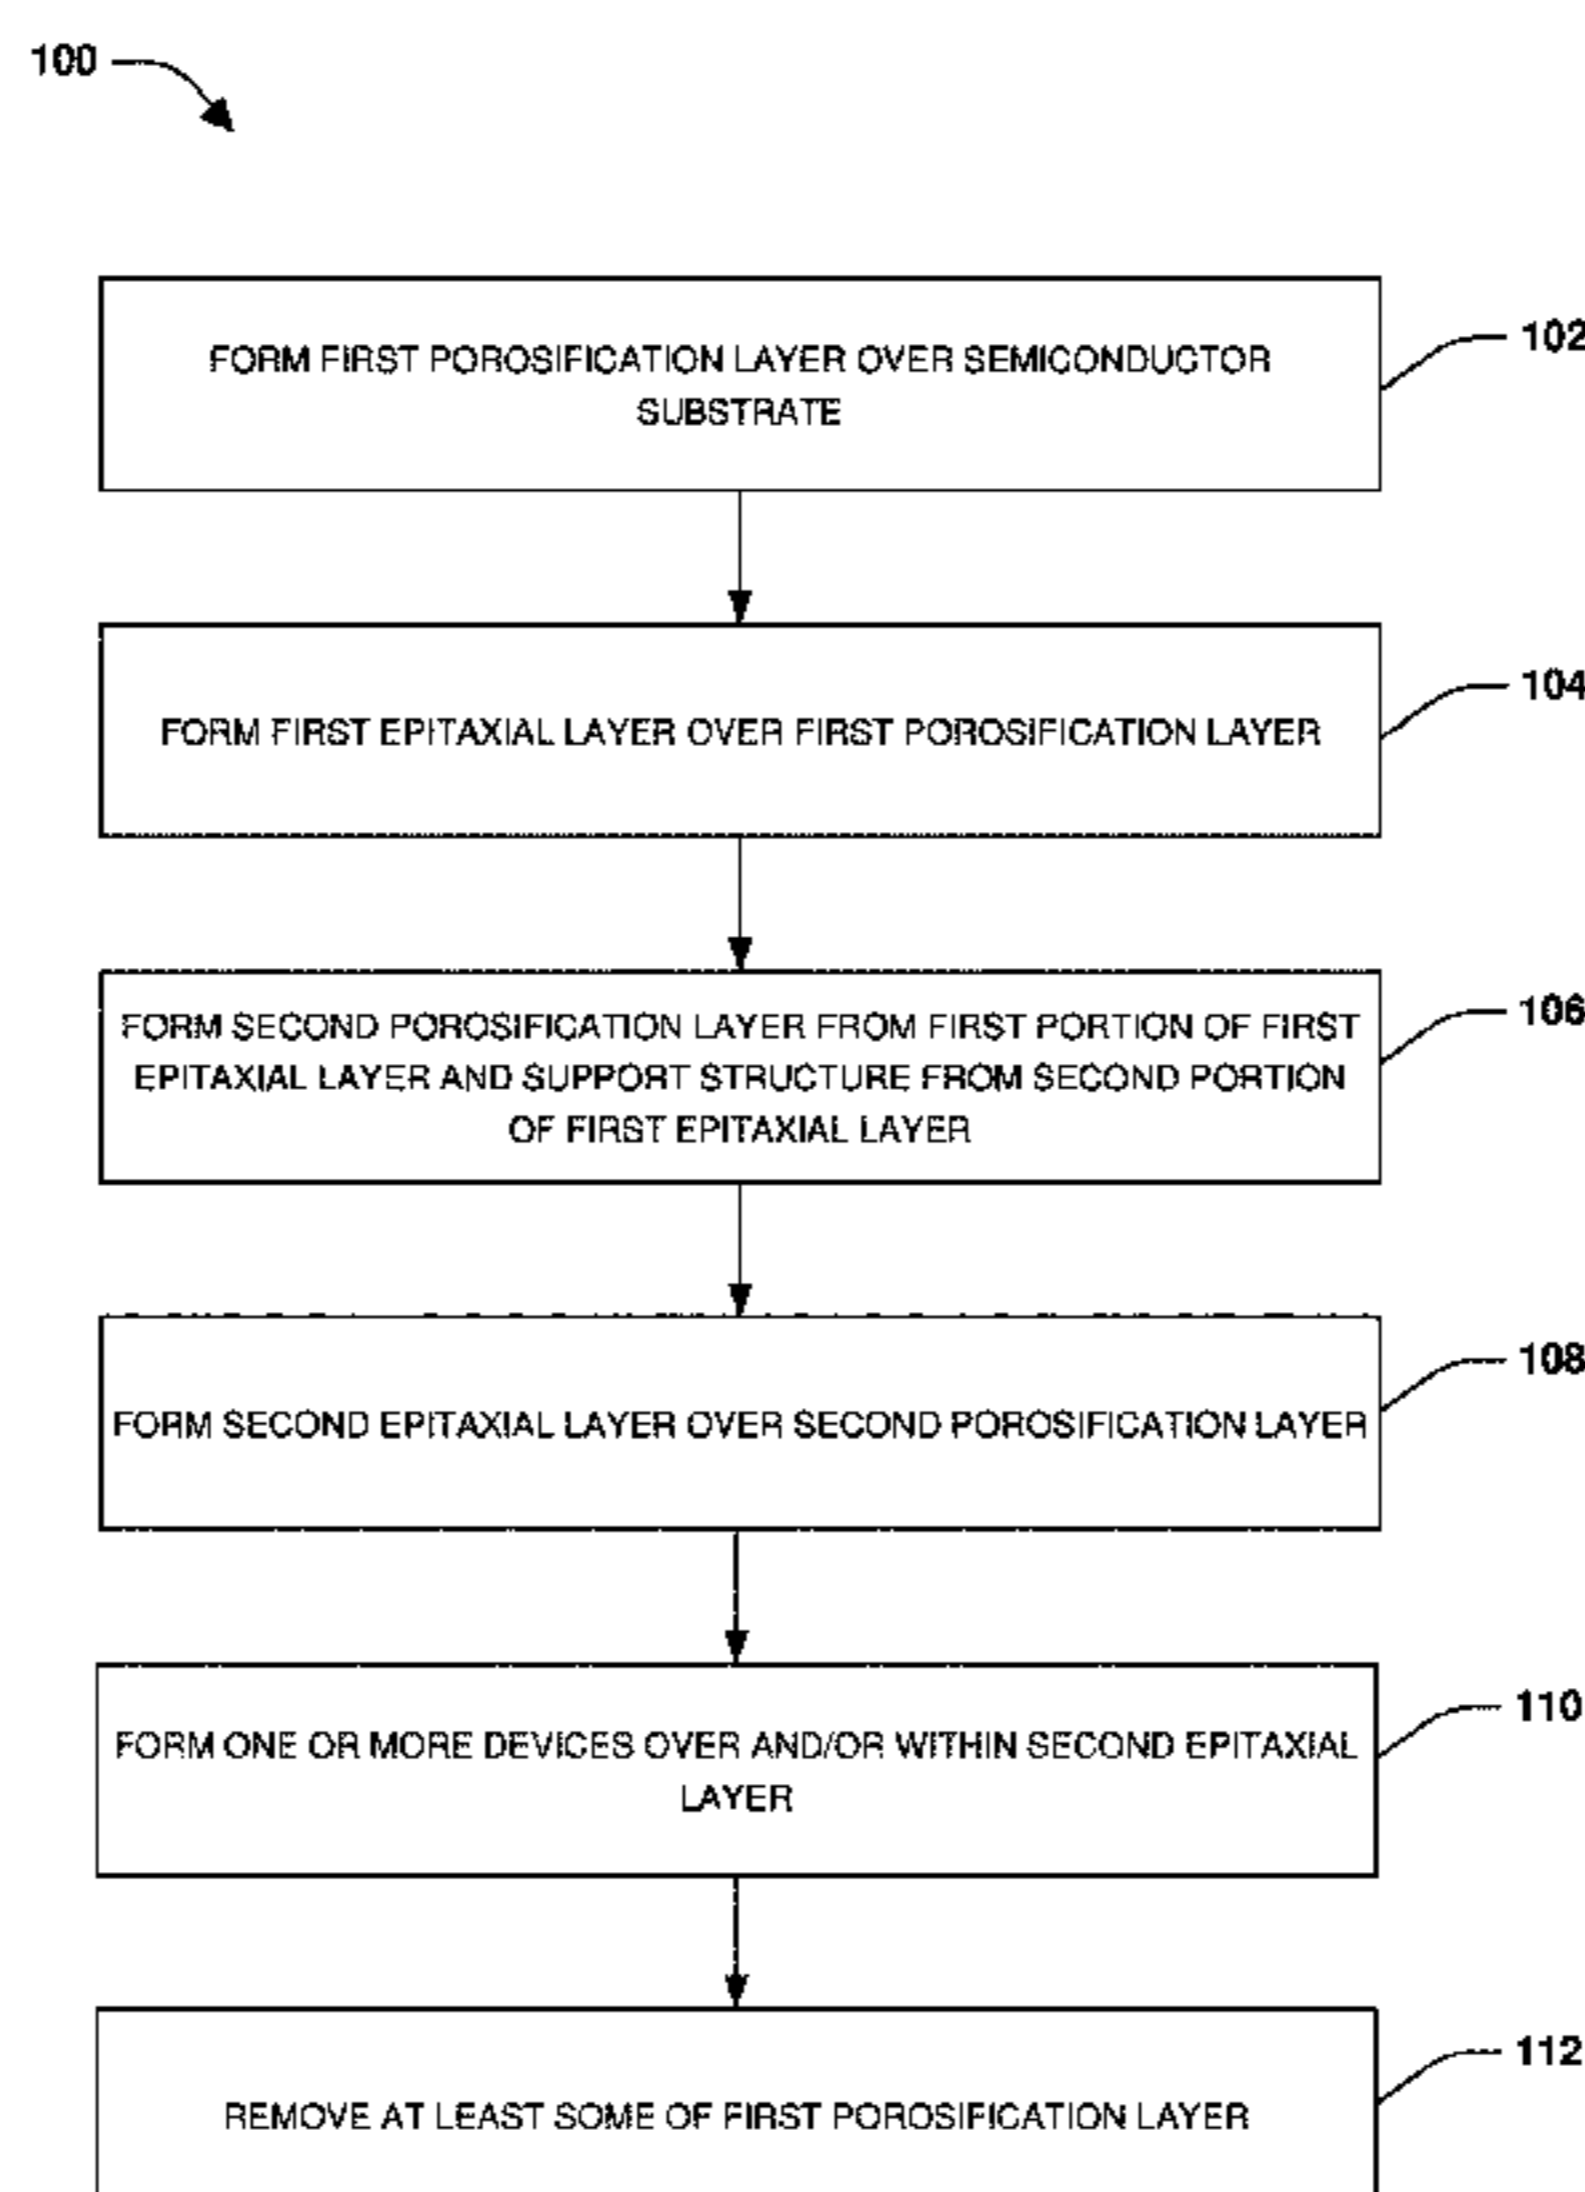 100
FORM FIRST POROSIFICATION LAYER OVER SEMICONDUCTOR
SUBSTRATE
102
FORM FIRST EPITAXIAL LAYER OVER FIRST POROSIFICATION LAYER
104
FORM SECOND POROSIFICATION LAYER FROM FIRST PORTION OF FIRST
EPITAXIAL LAYER AND SUPPORT STRUCTURE FROM SECOND PORTION
OF FIRST EPITAXIAL LAYER
106
FORM SECOND EPITAXIAL LAYER OVER SECOND POROSIFICATION LAYER
108
FORM ONE OR MORE DEVICES OVER AND/OR WITHIN SECOND EPITAXIAL
LAYER
110
REMOVE AT LEAST SOME OF FIRST POROSIFICATION LAYER
112